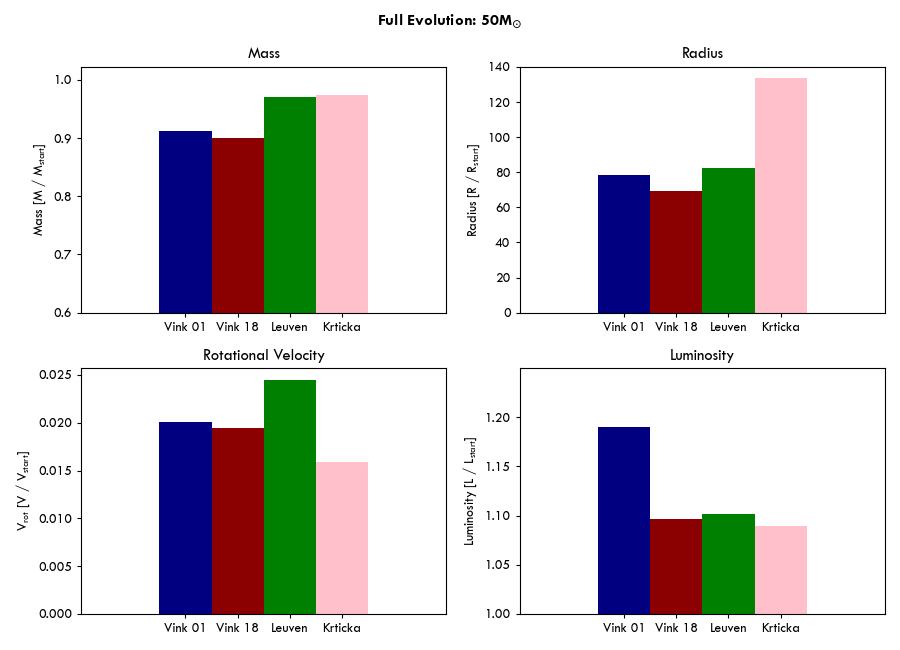 Full Evolution: 50M☉
Mass
Mass [M / Mstart]
1.0
0.9
0.8
0.7
0.6
Vink 01 Vink 18 Leuven Krticka
Radius
Radius [R / Rstart]
140
120
100
80
60
40
20
0
Vink 01 Vink 18 Leuven Krticka
Rotational Velocity
Vrot [V / Vstart]
0.025
0.020
0.015
0.010
0.005
0.000
Vink 01 Vink 18 Leuven Krticka
Luminosity
Luminosity [L / Lstart]
1.20
1.15
1.10
1.05
1.00
Vink 01 Vink 18 Leuven Krticka